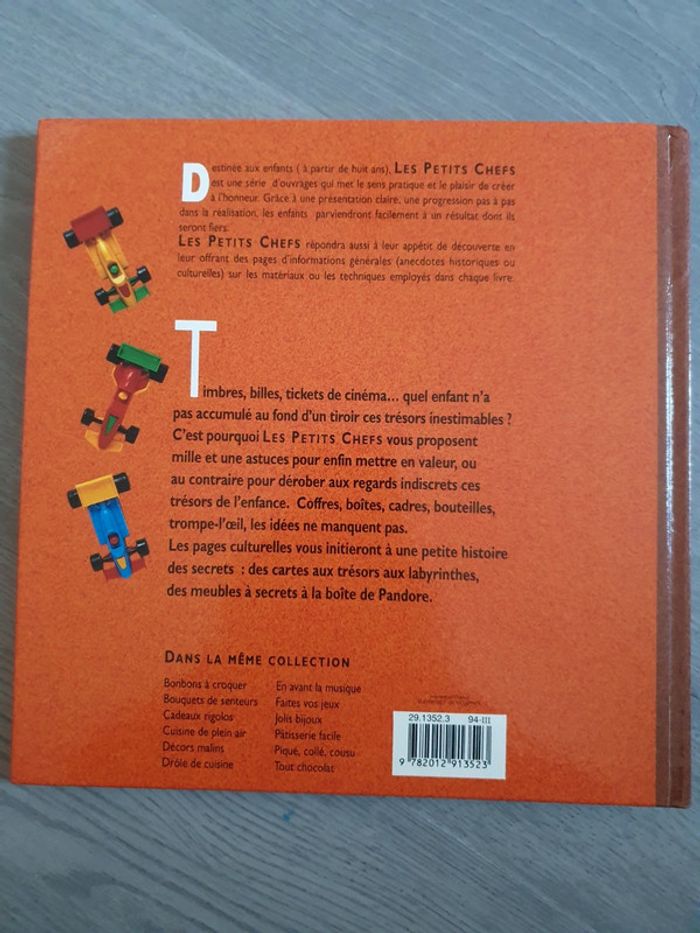 Destinée aux enfants ( à partir de huit ans), LES PETITS CHEFS
est une série d'ouvrages qui met le sens pratique et le plaisir de créer
à l'honneur. Grâce à une présentation claire, une progression pas à pas
dans la réalisation, les enfants parviendront facilement à un résultat dont ils
seront fiers.
LES PETITS CHEFS répondra aussi à leur appétit de découverte en
leur offrant des pages d'informations générales (anecdotes historiques ou
culturelles) sur les matériaux ou les techniques employés dans chaque livre.
Timbres, billes, tickets de cinéma... quel enfant n'a
pas accumulé au fond d'un tiroir ces trésors inestimables ?
C'est pourquoi LES PETITS CHEFS vous proposent
mille et une astuces pour enfin mettre en valeur, ou
au contraire pour dérober aux regards indiscrets ces
trésors de l'enfance. Coffres, boîtes, cadres, bouteilles,
trompe-l'œil, les idées ne manquent pas.
Les pages culturelles vous initieront à une petite histoire
des secrets : des cartes aux trésors aux labyrinthes,
des meubles à secrets à la boîte de Pandore.
DANS LA MÊME COLLECTION
Bonbons à croquer
Bouquets de senteurs
Cadeaux rigolos
Cuisine de plein air
Décors malins
Drôle de cuisine
En avant la musique
Faites vos jeux
Jolis bijoux
Pâtisserie facile
Piqué, collé, cousu
Tout chocolat
29.1352.3 94-III
9 782012 913523